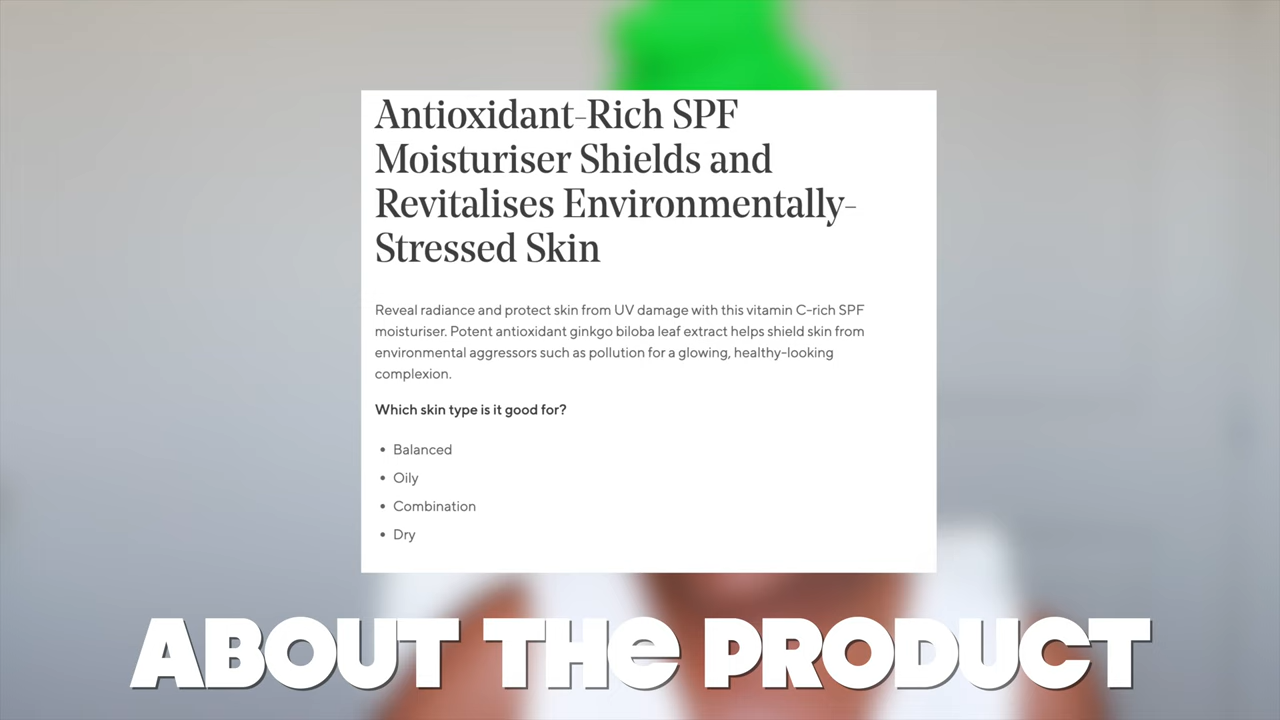 Antioxidant-Rich SPF
Moisturiser Shields and
Revitalises Environmentally-
Stressed Skin
Reveal radiance and protect skin from UV damage with this vitamin C-rich SPF
moisturiser. Potent antioxidant ginkgo biloba leaf extract helps shield skin from
environmental aggressors such as pollution for a glowing, healthy-looking
complexion.
Which skin type is it good for?
• Balanced
• Oily
• Combination
• Dry
ABOUT THe PRODUCT